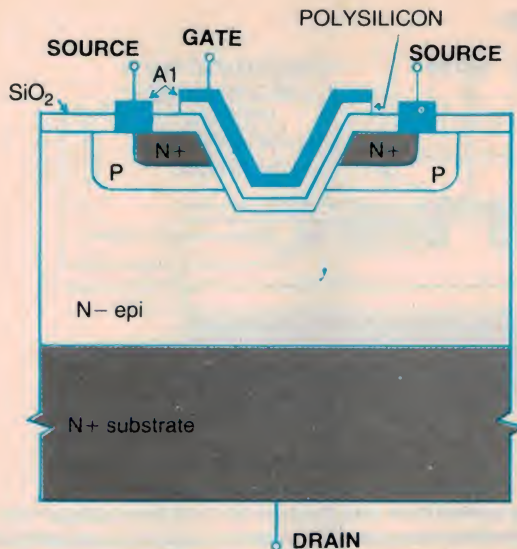 POLYSILICON
SOURCE
GATE
SOURCE
A1
SiO₂
N+
N+
P
P
N− epi
N+ substrate
DRAIN